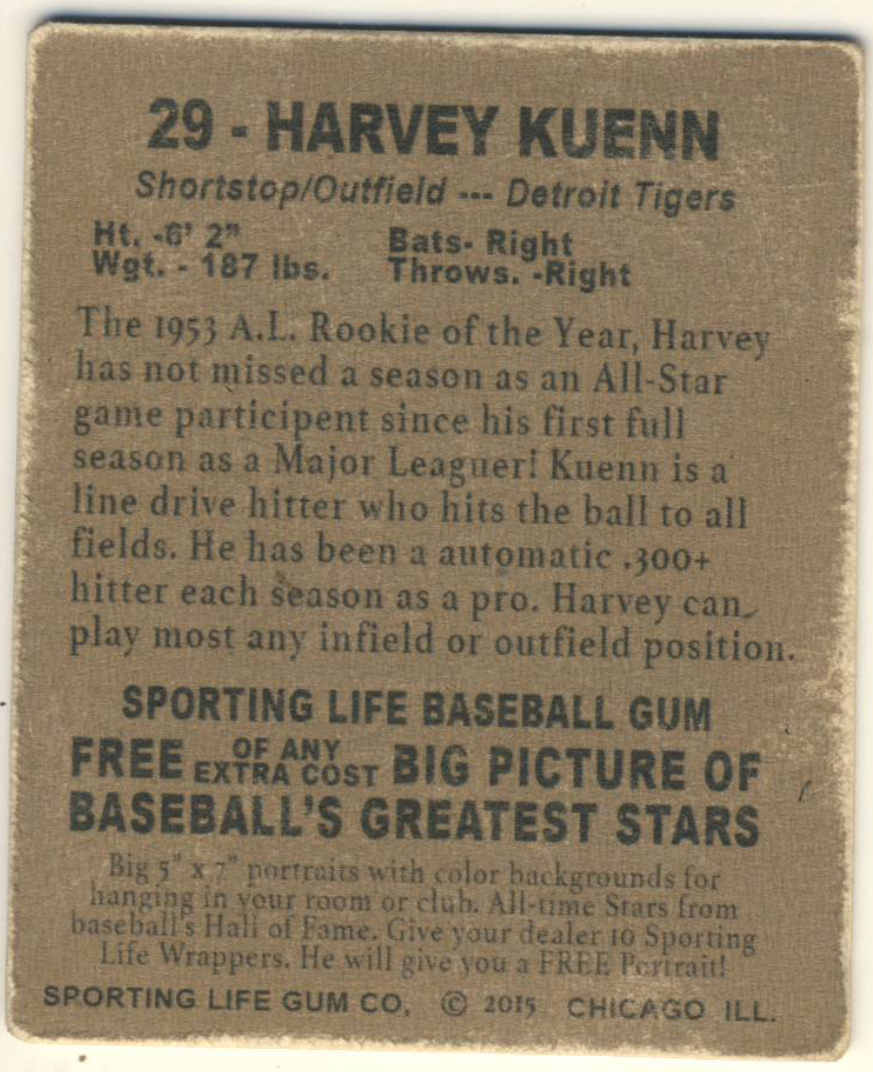 29 - HARVEY KUENN
Shortstop/Outfield --- Detroit Tigers
Ht. -6' 2" Bats- Right
Wgt. - 187 lbs. Throws. -Right
The 1953 A.L. Rookie of the Year, Harvey
has not missed a season as an All-Star
game participent since his first full
season as a Major Leaguer! Kuenn is a
line drive hitter who hits the ball to all
fields. He has been a automatic .300+
hitter each season as a pro. Harvey can
play most any infield or outfield position.
SPORTING LIFE BASEBALL GUM
FREE OF ANY EXTRA COST BIG PICTURE OF
BASEBALL'S GREATEST STARS
Big 5" x 7" portraits with color backgrounds for
hanging in your room or club. All-time Stars from
baseball's Hall of Fame. Give your dealer 10 Sporting
Life Wrappers. He will give you a FREE Portrait!
SPORTING LIFE GUM CO, © 2015 CHICAGO ILL.